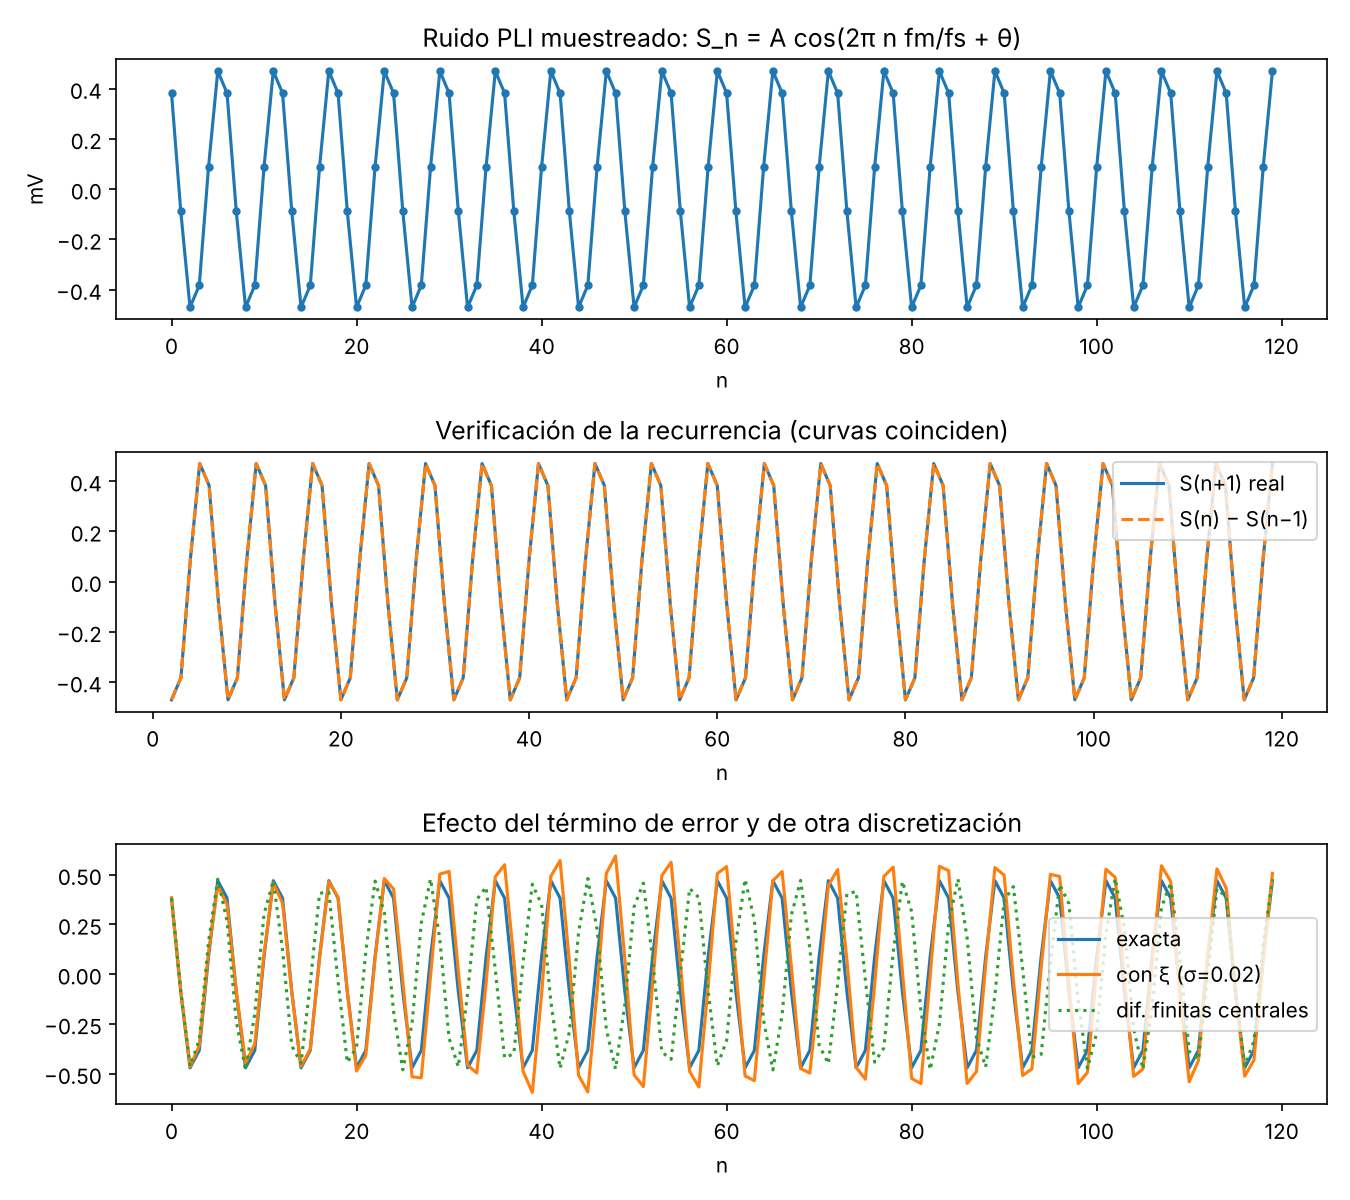 Ruido PLI muestreado: S_n = A cos(2π n fm/fs + θ)
0.4
0.2
0.0
−0.2
−0.4
mV
0 20 40 60 80 100 120
n
Verificación de la recurrencia (curvas coinciden)
0.4
0.2
0.0
−0.2
−0.4
S(n+1) real
S(n) − S(n−1)
0 20 40 60 80 100 120
n
Efecto del término de error y de otra discretización
0.50
0.25
0.00
−0.25
−0.50
exacta
con ξ (σ=0.02)
dif. finitas centrales
0 20 40 60 80 100 120
n